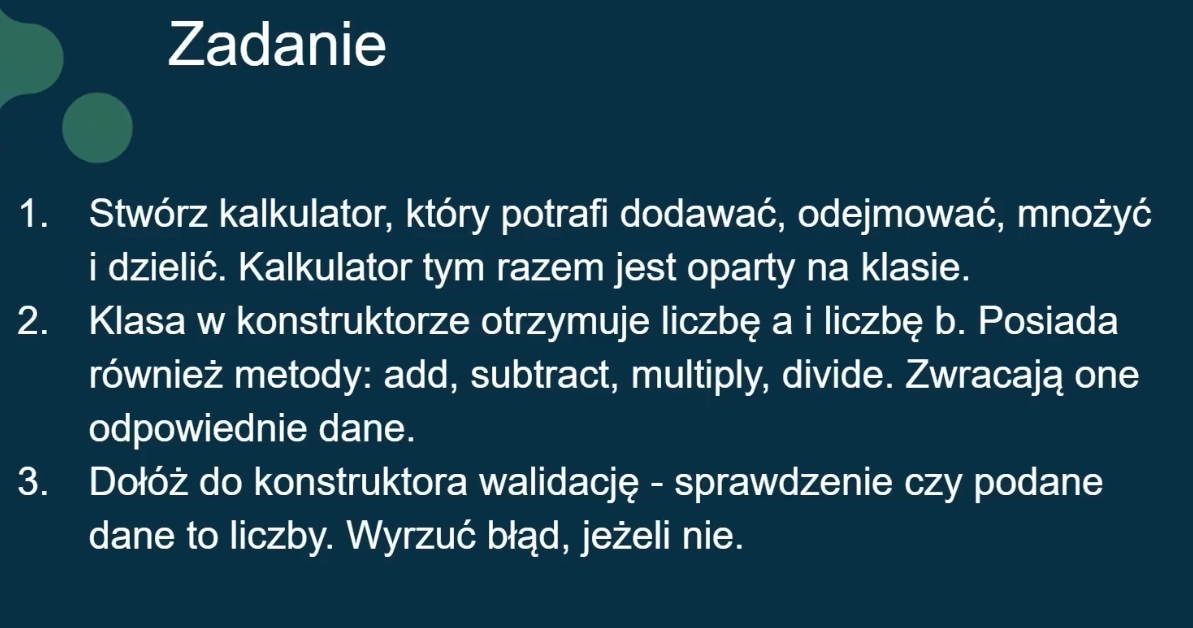 Zadanie
1. Stwórz kalkulator, który potrafi dodawać, odejmować, mnożyć
i dzielić. Kalkulator tym razem jest oparty na klasie.
2. Klasa w konstruktorze otrzymuje liczbę a i liczbę b. Posiada
również metody: add, subtract, multiply, divide. Zwracają one
odpowiednie dane.
3. Dołóż do konstruktora walidację - sprawdzenie czy podane
dane to liczby. Wyrzuć błąd, jeżeli nie.